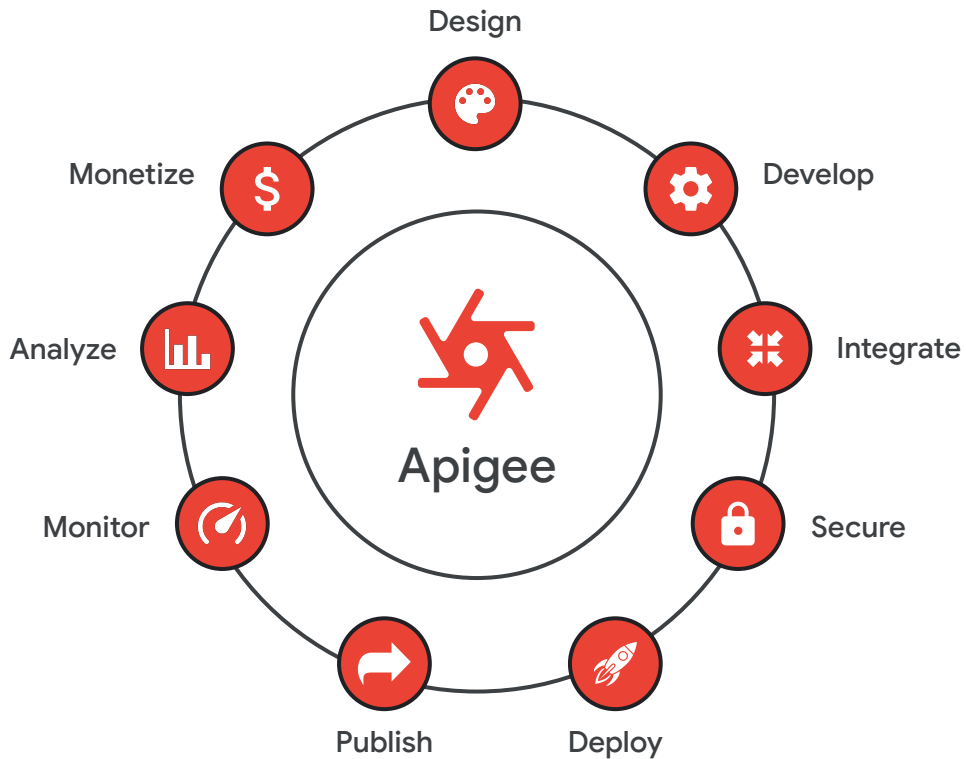 Design
Develop
Integrate
Secure
Deploy
Publish
Monitor
Analyze
Monetize
$
Apigee